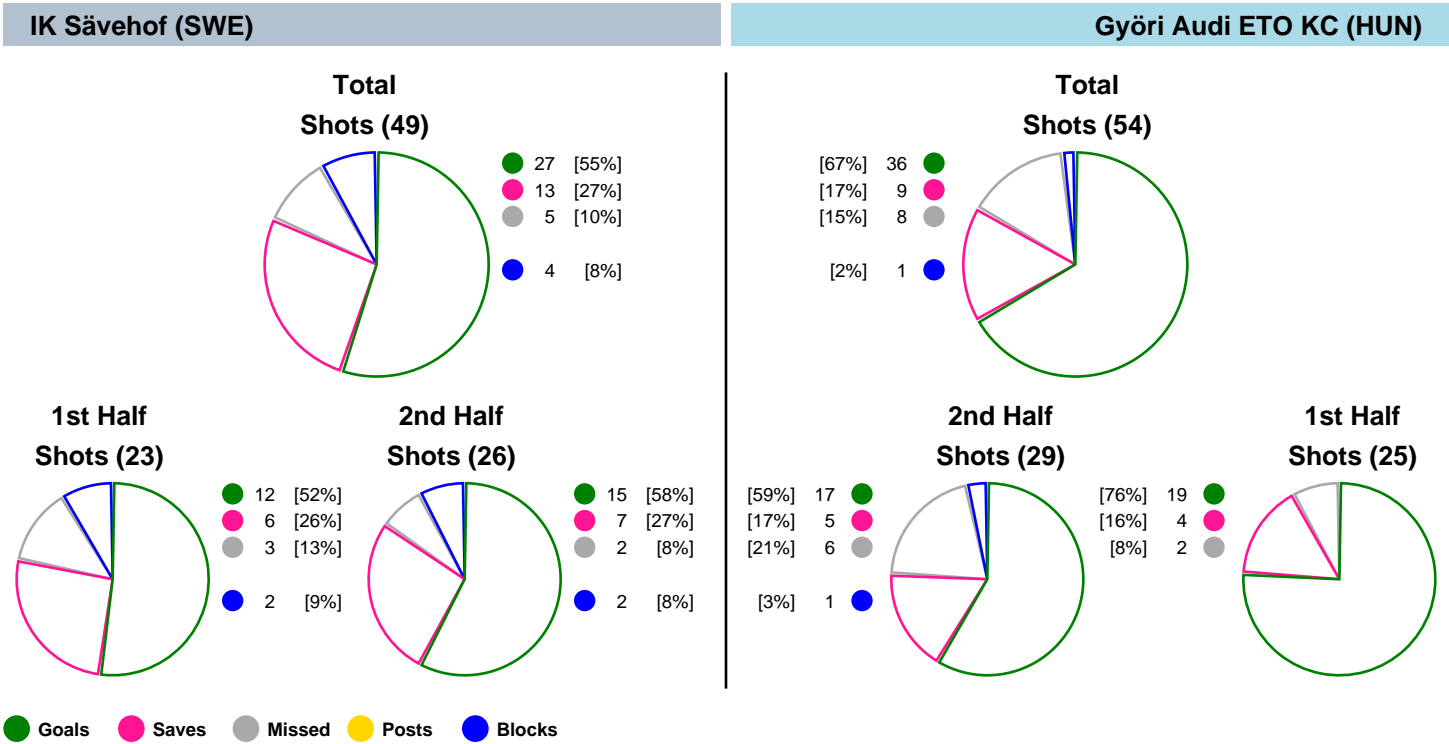 IK Sävehof (SWE)
Györi Audi ETO KC (HUN)
Total
Shots (49)
27 [55%]
13 [27%]
5 [10%]
4 [8%]
Total
Shots (54)
[67%] 36
[17%] 9
[15%] 8
[2%] 1
1st Half
Shots (23)
12 [52%]
6 [26%]
3 [13%]
2 [9%]
2nd Half
Shots (26)
15 [58%]
7 [27%]
2 [8%]
2 [8%]
2nd Half
Shots (29)
[59%] 17
[17%] 5
[21%] 6
[3%] 1
1st Half
Shots (25)
[76%] 19
[16%] 4
[8%] 2
Goals Saves Missed Posts Blocks